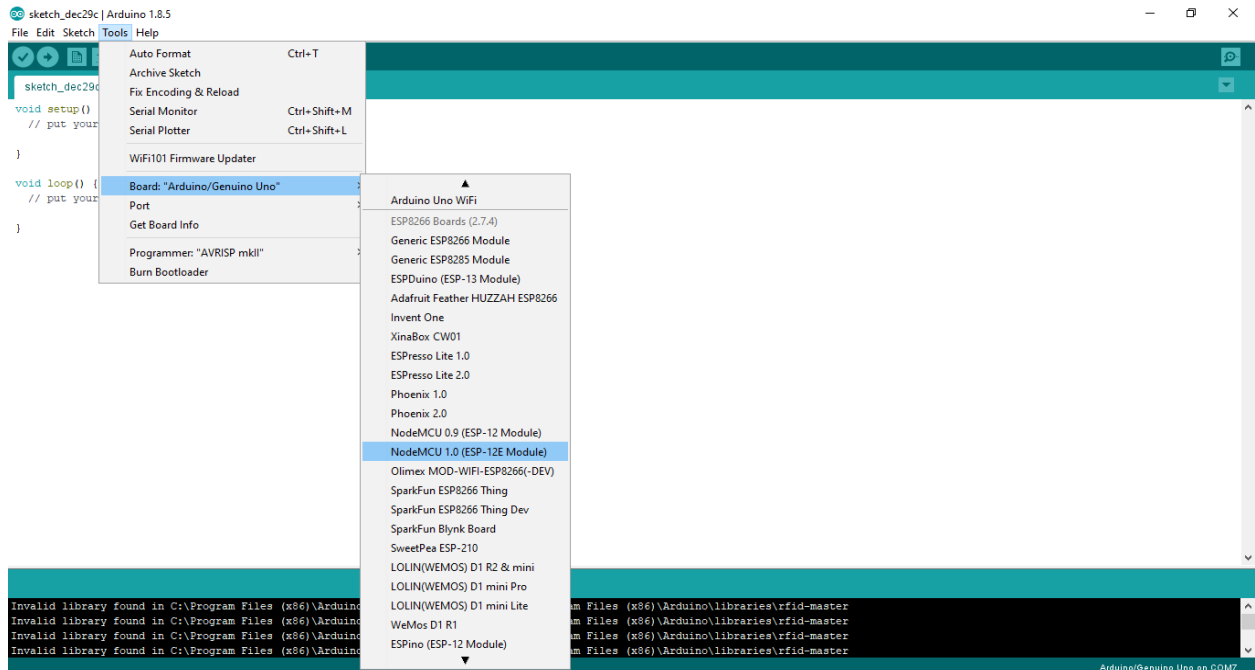 sketch_dec29c | Arduino 1.8.5
File Edit Sketch Tools Help
sketch_dec29c
void setup()
// put your
}
void loop() {
// put your
}
Auto Format Ctrl+T
Archive Sketch
Fix Encoding & Reload
Serial Monitor Ctrl+Shift+M
Serial Plotter Ctrl+Shift+L
WiFi101 Firmware Updater
Board: "Arduino/Genuino Uno"
Port
Get Board Info
Programmer: "AVRISP mkII"
Burn Bootloader
Arduino Uno WiFi
ESP8266 Boards (2.7.4)
Generic ESP8266 Module
Generic ESP8285 Module
ESPDuino (ESP-13 Module)
Adafruit Feather HUZZAH ESP8266
Invent One
XinaBox CW01
ESPresso Lite 1.0
ESPresso Lite 2.0
Phoenix 1.0
Phoenix 2.0
NodeMCU 0.9 (ESP-12 Module)
NodeMCU 1.0 (ESP-12E Module)
Olimex MOD-WIFI-ESP8266(-DEV)
SparkFun ESP8266 Thing
SparkFun ESP8266 Thing Dev
SparkFun Blynk Board
SweetPea ESP-210
LOLIN(WEMOS) D1 R2 & mini
LOLIN(WEMOS) D1 mini Pro
LOLIN(WEMOS) D1 mini Lite
WeMos D1 R1
ESPino (ESP-12 Module)
Invalid library found in C:\Program Files (x86)\Arduino m Files (x86)\Arduino\libraries\rfid-master
Invalid library found in C:\Program Files (x86)\Arduino m Files (x86)\Arduino\libraries\rfid-master
Invalid library found in C:\Program Files (x86)\Arduino m Files (x86)\Arduino\libraries\rfid-master
Invalid library found in C:\Program Files (x86)\Arduino m Files (x86)\Arduino\libraries\rfid-master
Arduino/Genuino Uno on COM7